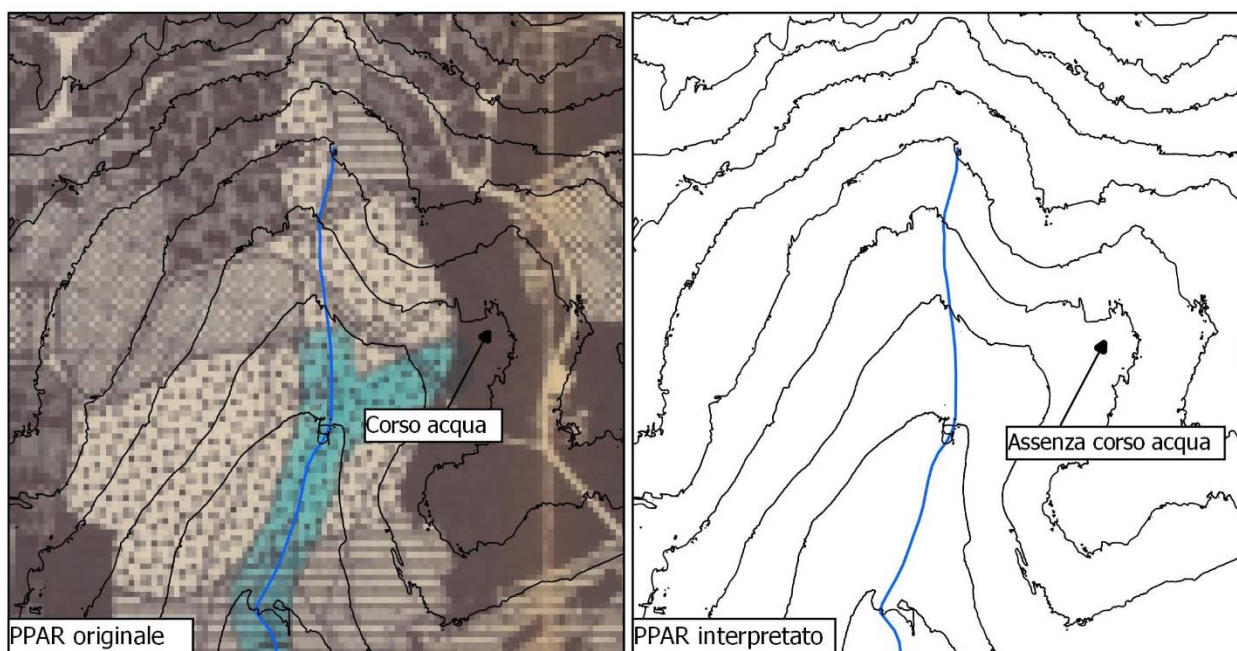 Corso acqua
PPAR originale
Assenza corso acqua
PPAR interpretato